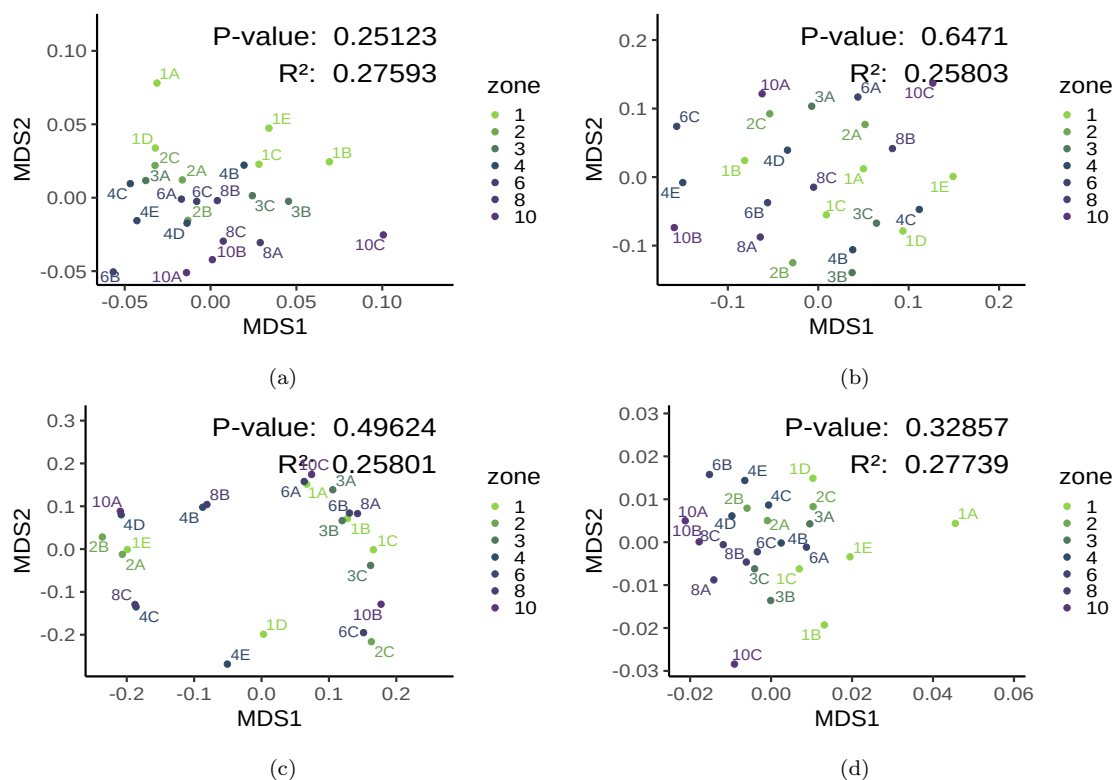 P-value: 0.25123
R²: 0.27593
MDS2
0.10
0.05
0.00
-0.05
1A
1E
1D
2C
1C
1B
4B
3A
2A
4C
6A
6C
8B
3C
3B
4E
2B
4D
8C
8A
10C
10B
6B
10A
-0.05
0.00
0.05
0.10
MDS1
zone
1
2
3
4
6
8
10
(a)
P-value: 0.6471
R²: 0.25803
MDS2
0.2
0.1
0.0
-0.1
10A
6A
10C
3A
6C
2C
2A
8B
4D
1B
8C
1A
4E
1E
6B
1C
3C
4C
10B
8A
1D
4B
2B
3B
-0.1
0.0
0.1
0.2
MDS1
zone
1
2
3
4
6
8
10
(b)
P-value: 0.49624
R²: 0.25801
MDS2
0.3
0.2
0.1
0.0
-0.1
-0.2
10C
6A
1A
3A
10A
8B
6B
8A
4D
4B
1B
3B
2B
1E
1C
2A
3C
8C
4C
10B
1D
6C
2C
4E
-0.2
-0.1
0.0
0.1
0.2
MDS1
zone
1
2
3
4
6
8
10
(c)
P-value: 0.32857
R²: 0.27739
MDS2
0.03
0.02
0.01
0.00
-0.01
-0.02
-0.03
6B
4E
1D
2B
4C
2C
10A
4D
2A
3A
1A
10B
8C
6C
4B
8B
6A
1E
8A
3C
1C
3B
1B
10C
-0.02
0.00
0.02
0.04
0.06
MDS1
zone
1
2
3
4
6
8
10
(d)